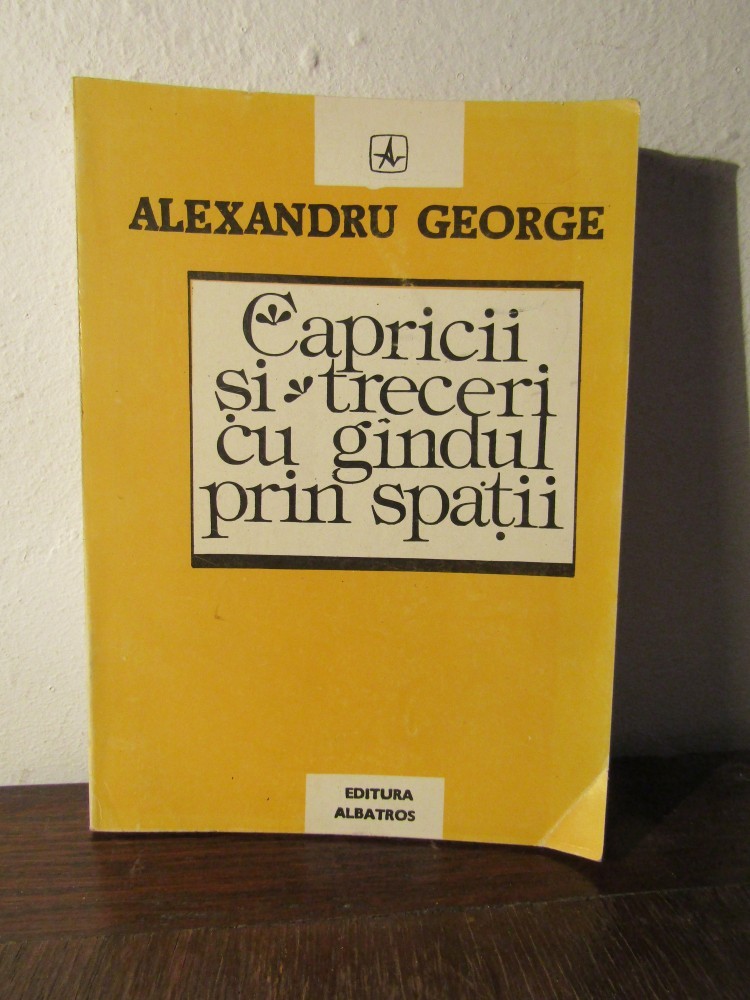 ALEXANDRU GEORGE
Capricii
și treceri
cu gîndul
prin spații
EDITURA
ALBATROS